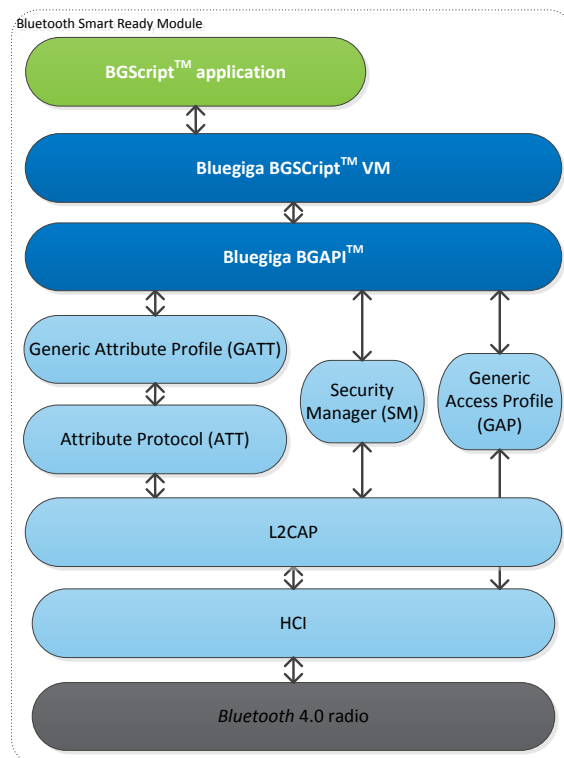 Bluetooth Smart Ready Module
BGScript™ application
Bluegiga BGSCript™ VM
Bluegiga BGAPI™
Generic Attribute Profile (GATT)
Attribute Protocol (ATT)
Security
Manager (SM)
Generic
Access Profile
(GAP)
L2CAP
HCI
Bluetooth 4.0 radio